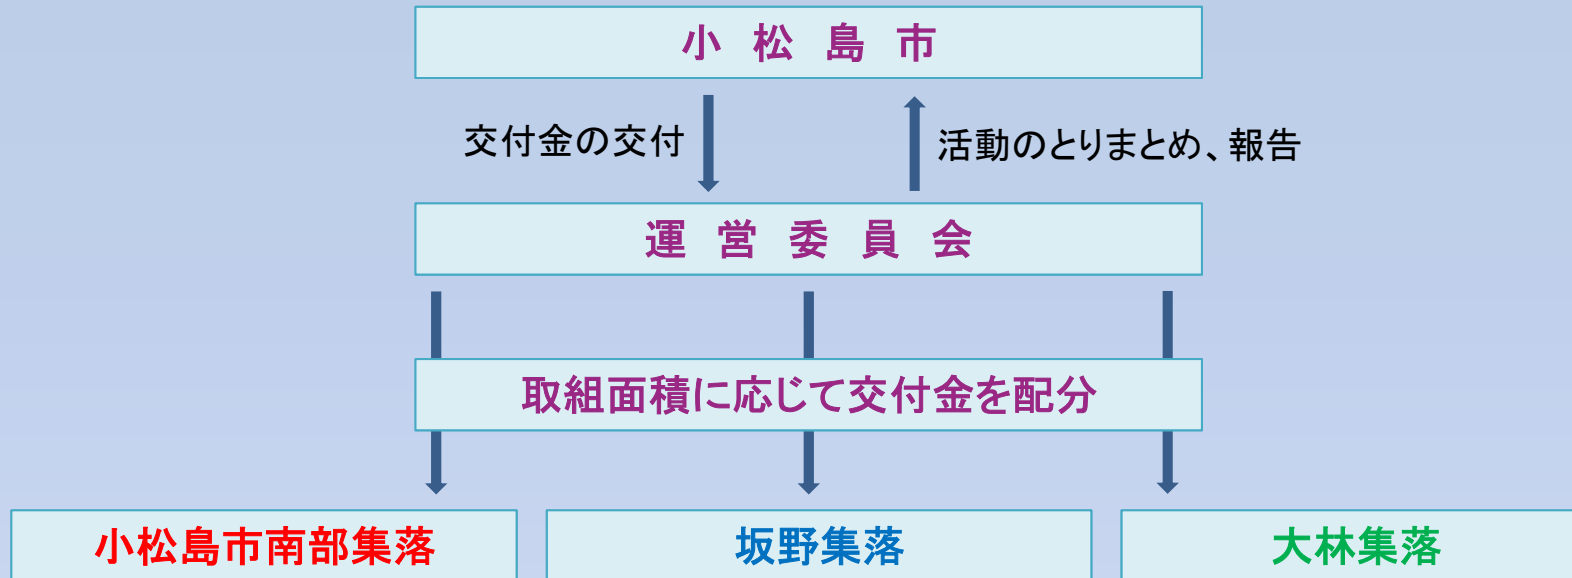 小松島市
交付金の交付
活動のとりまとめ、報告
運営委員会
取組面積に応じて交付金を配分
小松島市南部集落
坂野集落
大林集落